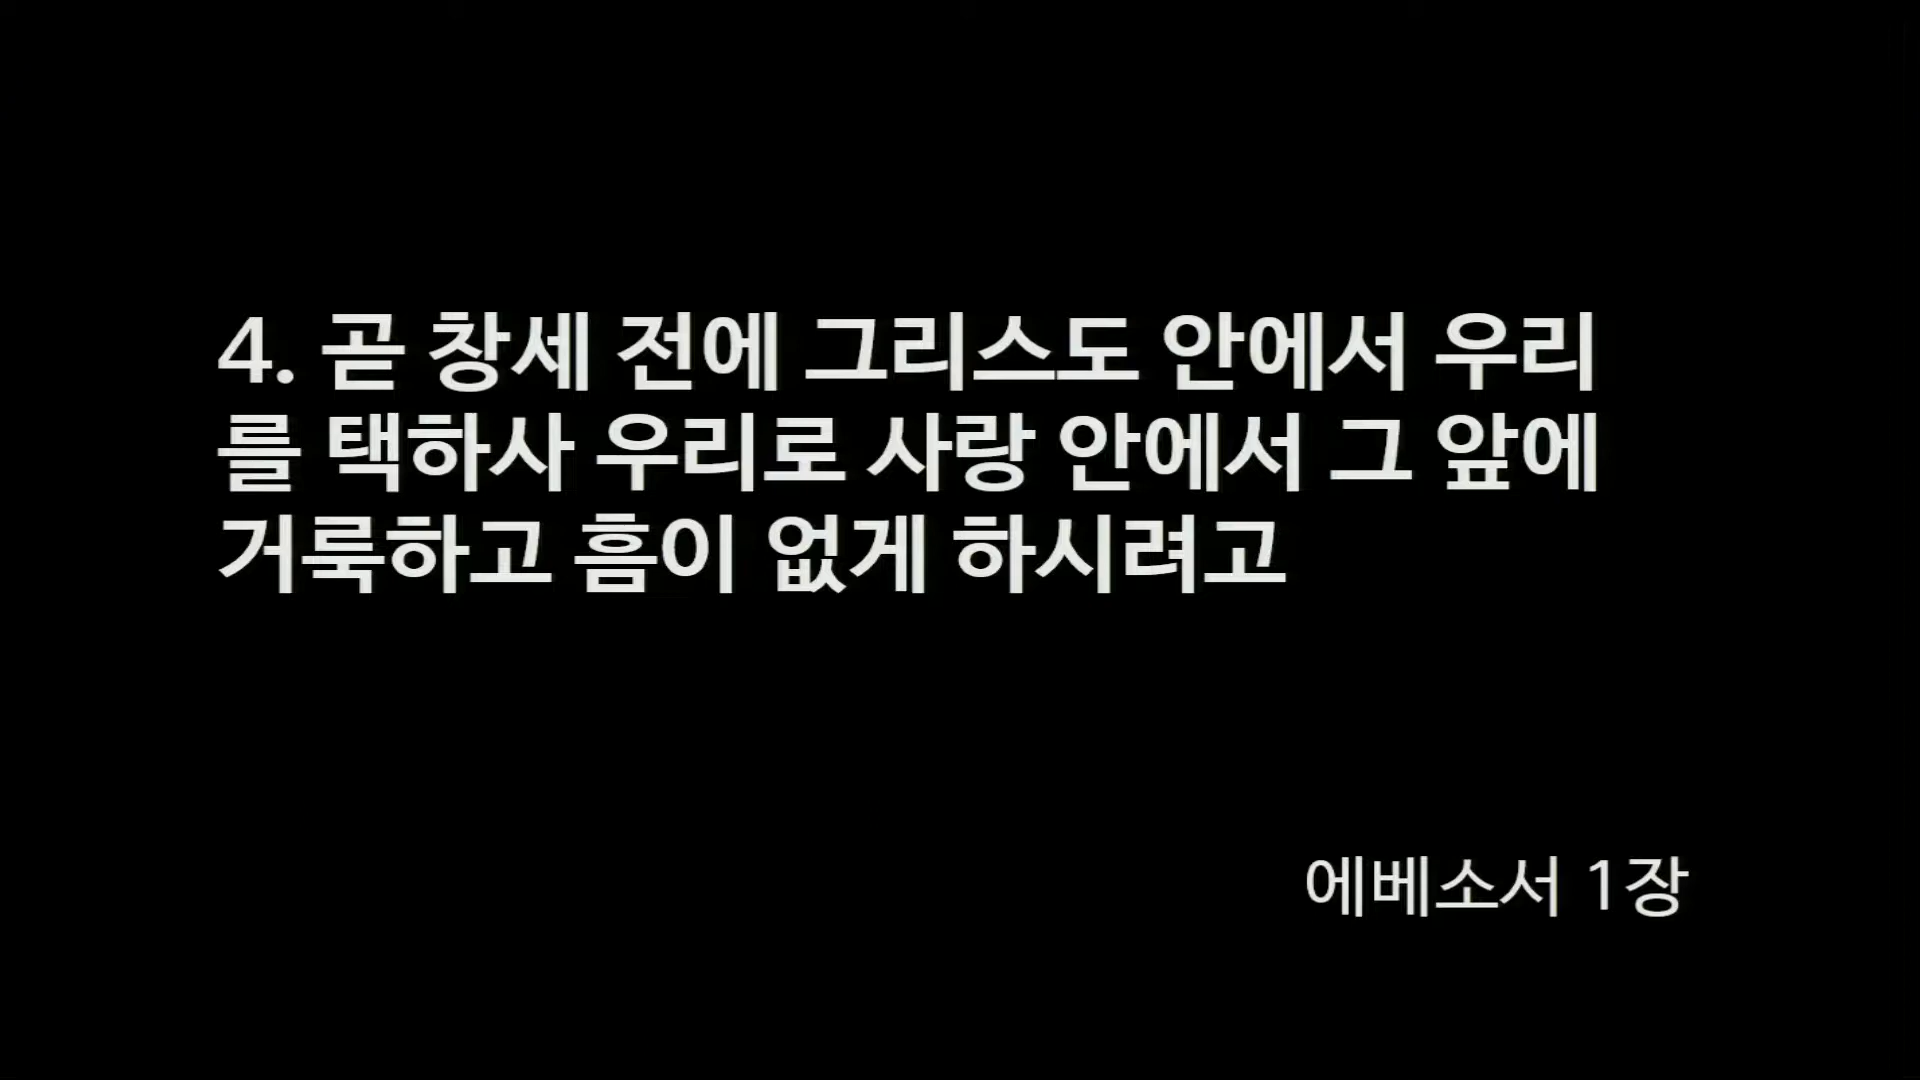 4. 곧 창세 전에 그리스도 안에서 우리
를 택하사 우리로 사랑 안에서 그 앞에
거룩하고 흠이 없게 하시려고
에베소서 1장